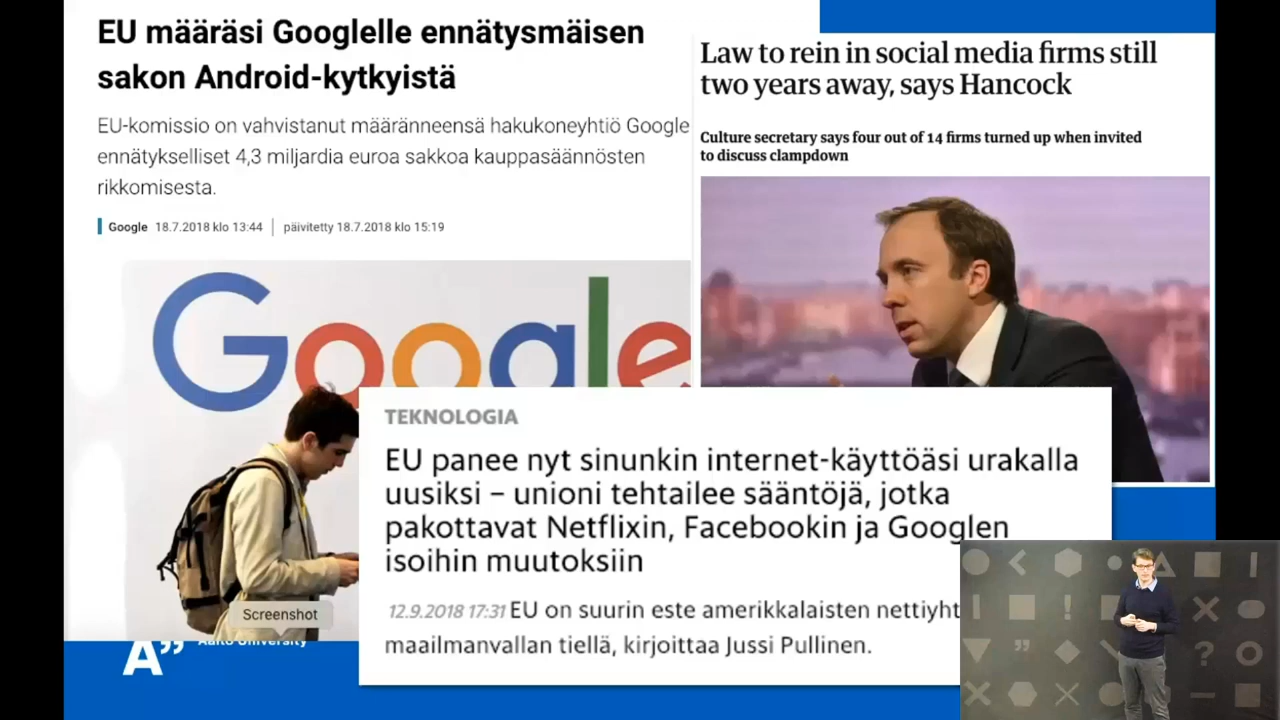 EU määräsi Googlelle ennätysmäisen
sakon Android-kytkyistä
EU-komissio on vahvistanut määränneensä hakukoneyhtiö Google
ennätykselliset 4,3 miljardia euroa sakkoa kauppasäännösten
rikkomisesta.
Google 18.7.2018 klo 13:44 päivitetty 18.7.2018 klo 15:19
Google
Law to rein in social media firms still
two years away, says Hancock
Culture secretary says four out of 14 firms turned up when invited
to discuss clampdown
TEKNOLOGIA
EU panee nyt sinunkin internet-käyttöäsi urakalla
uusiksi – unioni tehtailee sääntöjä, jotka
pakottavat Netflixin, Facebookin ja Googlen
isoihin muutoksiin
12.9.2018 17:31 EU on suurin este amerikkalaisten nettiyht
maailmanvallan tiellä, kirjoittaa Jussi Pullinen.
Screenshot
Aalto University
A”